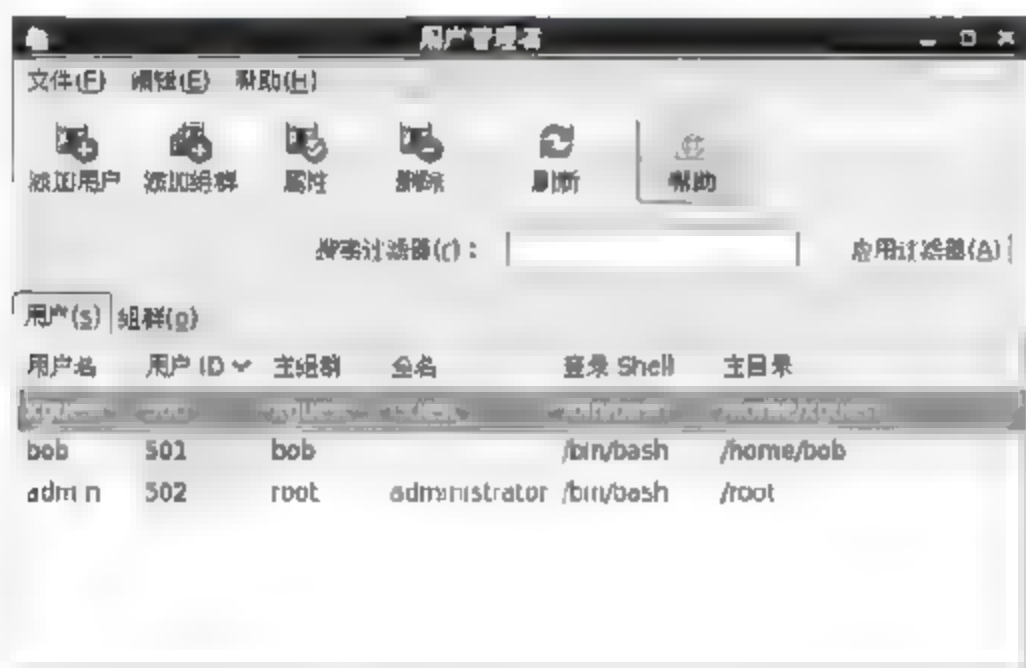 用户管理者
文件(F) 编辑(E) 帮助(H)
添加用户 添加组群 属性 删除 刷新 帮助
搜索过滤器(r)： 应用过滤器(A)
用户(s) 组群(o)
用户名 用户 ID 主组群 全名 登录 Shell 主目录
bob 501 bob /bin/bash /home/bob
admin 502 root administrator /bin/bash /root